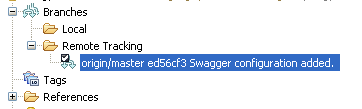 Branches
Local
Remote Tracking
origin/master ed56cf3 Swagger configuration added.
Tags
References